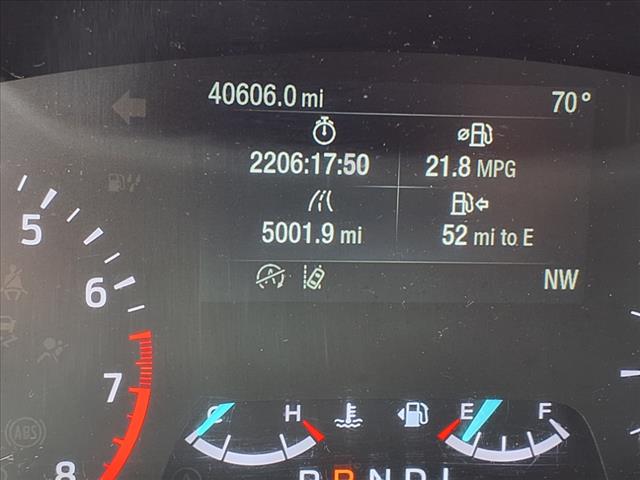 40606.0 mi 70°
2206:17:50 21.8 MPG
5001.9 mi 52 mi to E
A NW
5
6
7
8
ABS
C H E F
R N D L